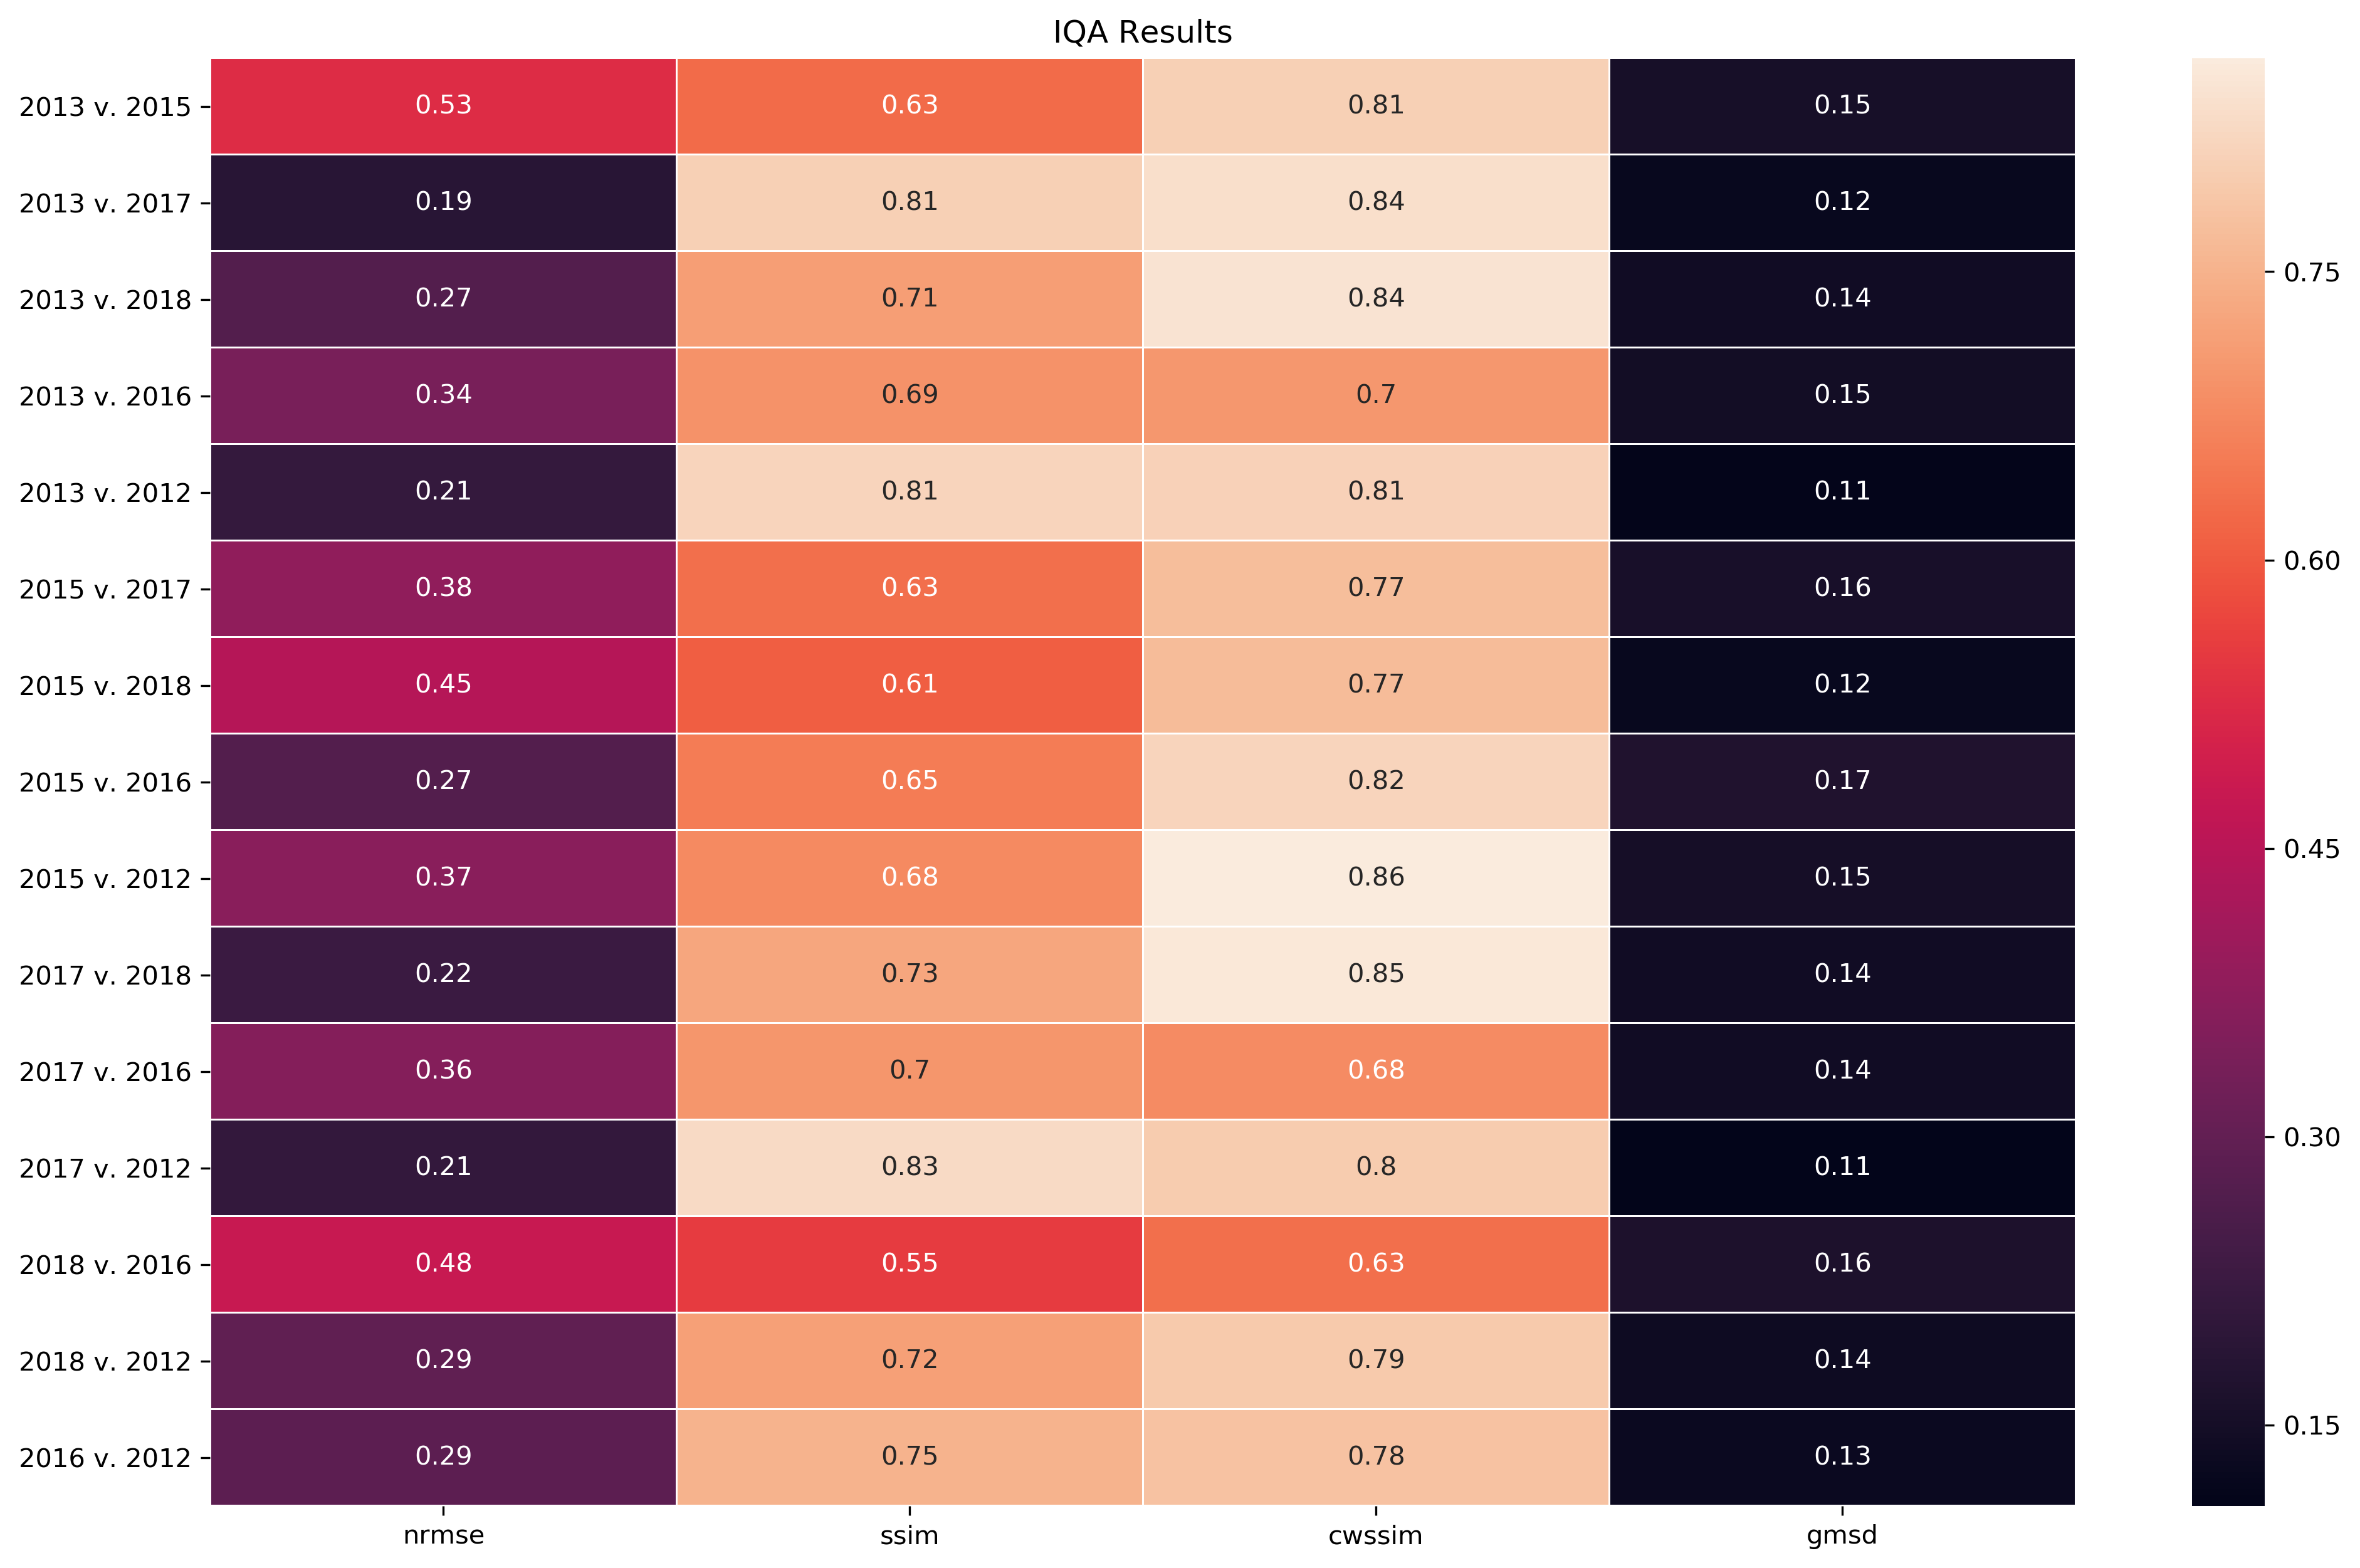 IQA Results
2013 v. 2015 0.53 0.63 0.81 0.15
2013 v. 2017 0.19 0.81 0.84 0.12
2013 v. 2018 0.27 0.71 0.84 0.14
2013 v. 2016 0.34 0.69 0.7 0.15
2013 v. 2012 0.21 0.81 0.81 0.11
2015 v. 2017 0.38 0.63 0.77 0.16
2015 v. 2018 0.45 0.61 0.77 0.12
2015 v. 2016 0.27 0.65 0.82 0.17
2015 v. 2012 0.37 0.68 0.86 0.15
2017 v. 2018 0.22 0.73 0.85 0.14
2017 v. 2016 0.36 0.7 0.68 0.14
2017 v. 2012 0.21 0.83 0.8 0.11
2018 v. 2016 0.48 0.55 0.63 0.16
2018 v. 2012 0.29 0.72 0.79 0.14
2016 v. 2012 0.29 0.75 0.78 0.13
nrmse ssim cwssim gmsd
0.75
0.60
0.45
0.30
0.15